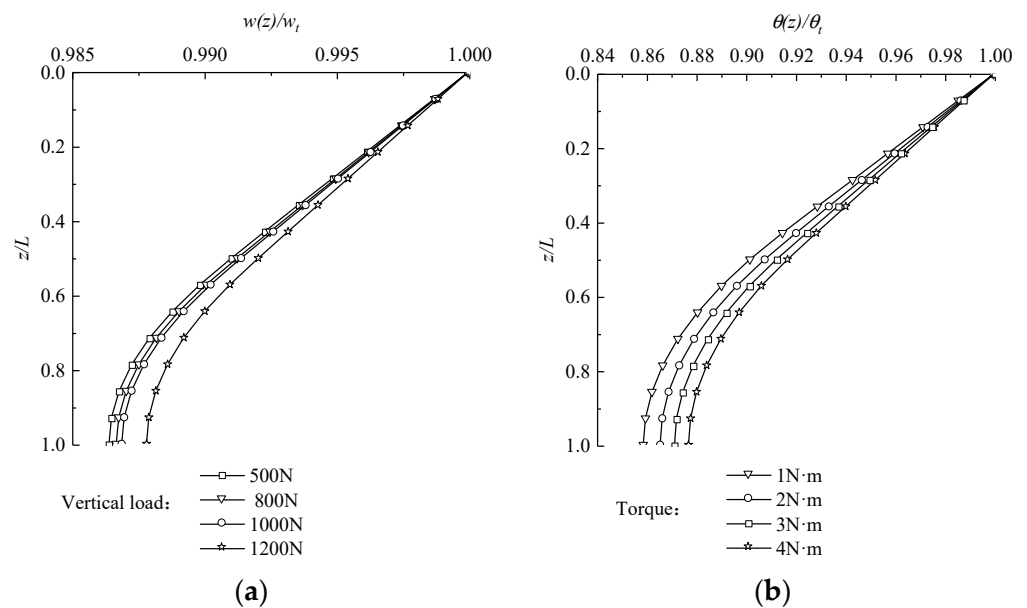 w(z)/wt
0.985 0.990 0.995 1.000
0.0
0.2
0.4
0.6
0.8
1.0
z/L
Vertical load：
500N
800N
1000N
1200N
(a)
θ(z)/θt
0.84 0.86 0.88 0.90 0.92 0.94 0.96 0.98 1.00
0.0
0.2
0.4
0.6
0.8
1.0
z/L
Torque：
1N·m
2N·m
3N·m
4N·m
(b)